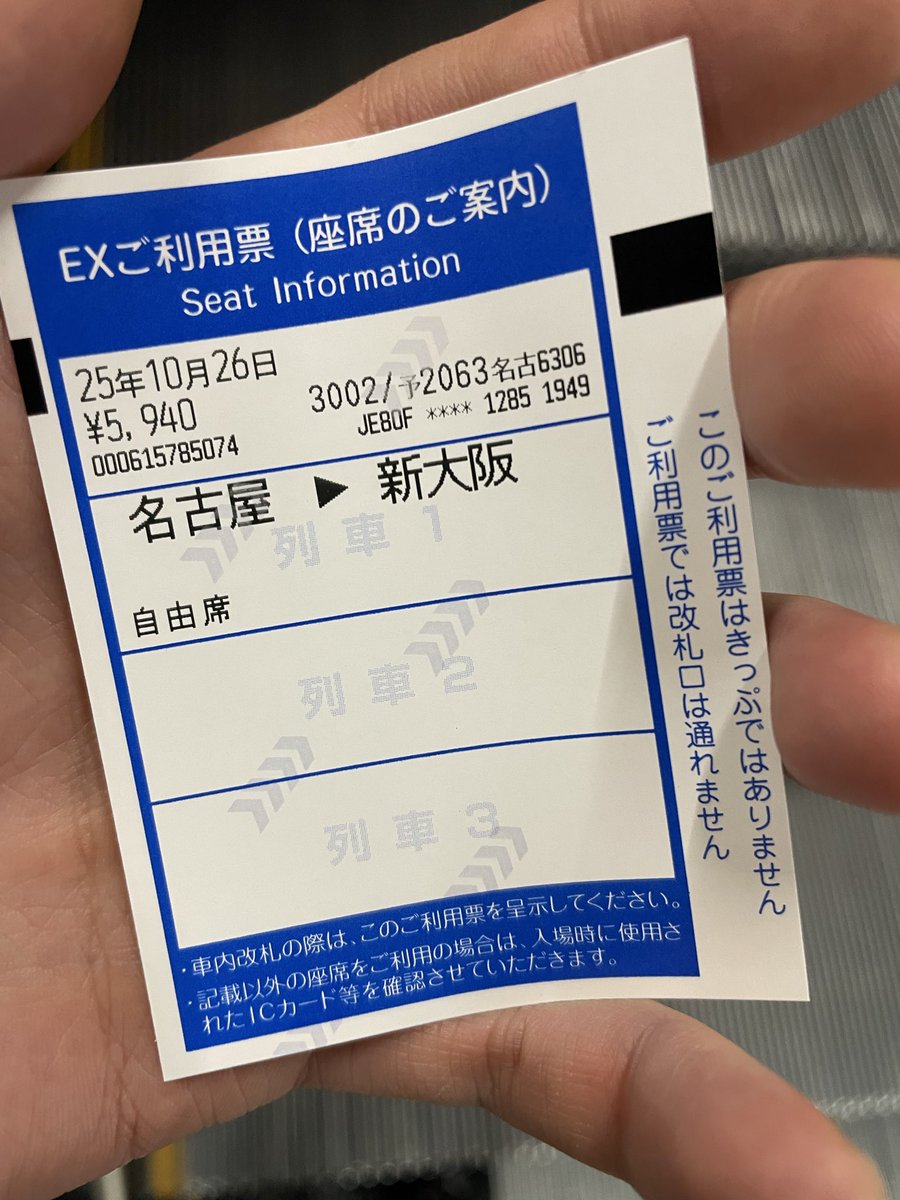 EXご利用票（座席のご案内）
Seat Information
25年10月26日
¥5,940
3002/予2063名古6306
000615785074
JE80F **** 1285 1949
名古屋 ▶ 新大阪
列車1
自由席
列車2
列車3
・車内改札の際は、このご利用票を呈示してください。
・記載以外の座席をご利用の場合は、入場時に使用さ
れたICカード等を確認させていただきます。
このご利用票はきっぷではありません
ご利用票では改札口は通れません